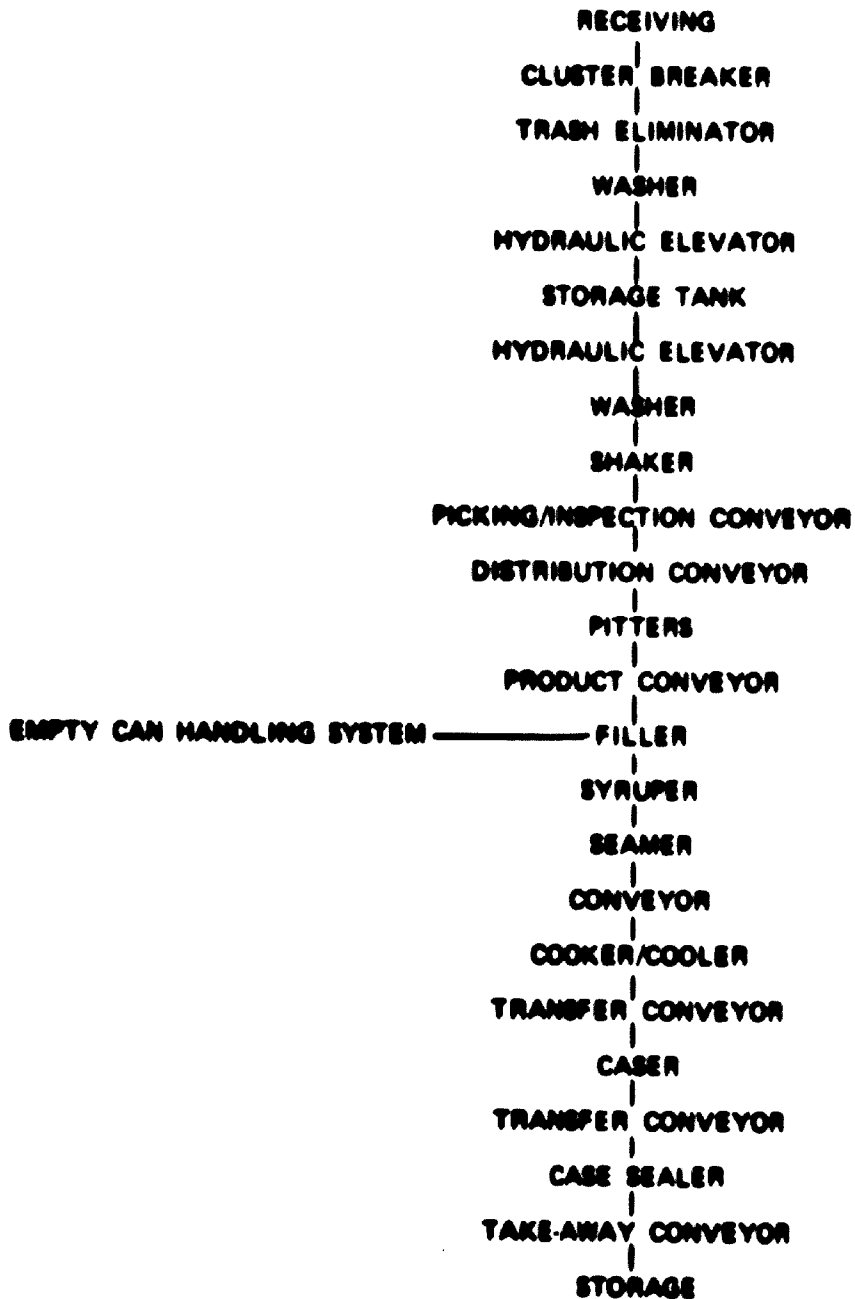 RECEIVING
CLUSTER BREAKER
TRASH ELIMINATOR
WASHER
HYDRAULIC ELEVATOR
STORAGE TANK
HYDRAULIC ELEVATOR
WASHER
SHAKER
PICKING/INSPECTION CONVEYOR
DISTRIBUTION CONVEYOR
PITTERS
PRODUCT CONVEYOR
EMPTY CAN HANDLING SYSTEM FILLER
SYRUPER
SEAMER
CONVEYOR
COOKER/COOLER
TRANSFER CONVEYOR
CASER
TRANSFER CONVEYOR
CASE SEALER
TAKE-AWAY CONVEYOR
STORAGE